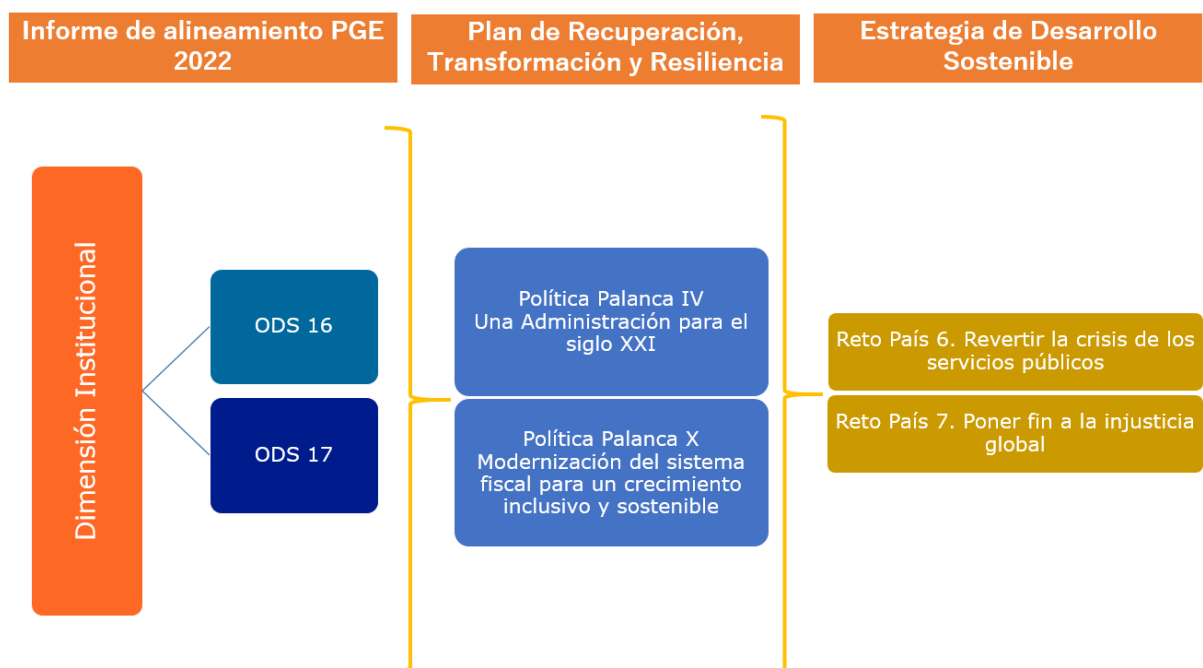 Informe de alineamiento PGE
2022
Plan de Recuperación,
Transformación y Resiliencia
Estrategia de Desarrollo
Sostenible
Dimensión Institucional
ODS 16
ODS 17
Política Palanca IV
Una Administración para el
siglo XXI
Política Palanca X
Modernización del sistema
fiscal para un crecimiento
inclusivo y sostenible
Reto País 6. Revertir la crisis de los
servicios públicos
Reto País 7. Poner fin a la injusticia
global